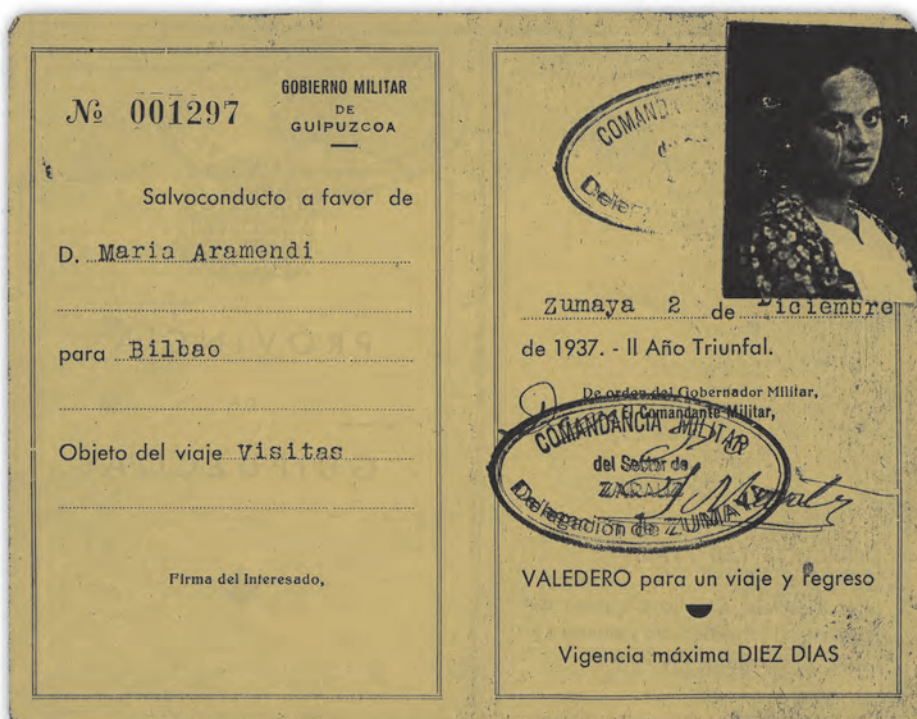 № 001297
GOBIERNO MILITAR
DE
GUIPUZCOA
Salvoconducto a favor de
D. Maria Aramendi
para Bilbao
Objeto del viaje Visitas
Firma del Interesado,
COMANDA
Zumaya 2 de Diciembre
de 1937. - II Año Triunfal.
De orden del Gobernador Militar,
El Comandante Militar,
COMANDANCIA MILITAR
del Sector de
ZARAUZ
Delegación de ZUMAYA
VALEDERO para un viaje y regreso
Vigencia máxima DIEZ DIAS